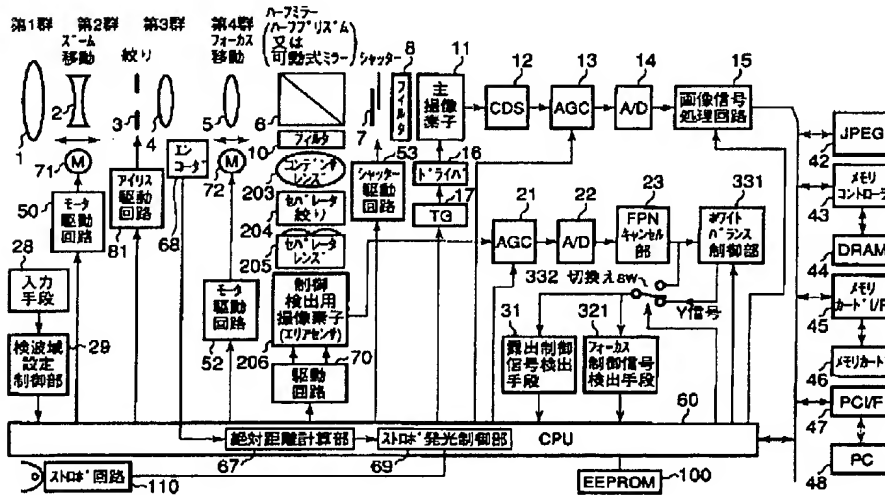 第1群
第2群
第3群
第4群
ズーム
移動
絞り
フォーカス
移動
ハーフミラー
(ハーフプリズム
又は
可動式ミラー)
シャッター
1
2
3
4
5
6
7
8
フィルタ
11
主
撮像
素子
12
CDS
13
AGC
14
A/D
15
画像信号
処理回路
71
M
エン
コーダ
68
72
M
10
フィルタ
203
コンデンサ
レンズ
204
セパレータ
絞り
205
セパレータ
レンズ
53
シャッター
駆動
回路
16
ドライバ
17
TG
JPEG
42
メモリ
コントローラ
43
DRAM
44
メモリ
カードI/F
45
メモリカード
46
PCI/F
47
PC
48
50
モータ
駆動
回路
アイリス
駆動
回路
81
28
入力
手段
29
検波域
設定
制御部
モータ
駆動
回路
52
制御
検出用
撮像素子
(エリアセンサ)
206
70
駆動
回路
21
AGC
22
A/D
23
FPN
キャンセル
部
331
ホワイト
バランス
制御部
332 切換えsw
Y信号
31
露出制御
信号検出
手段
321
フォーカス
制御信号
検出手段
60
絶対距離計算部
67
ストロボ発光制御部
69
CPU
ストロボ回路
110
EEPROM
100